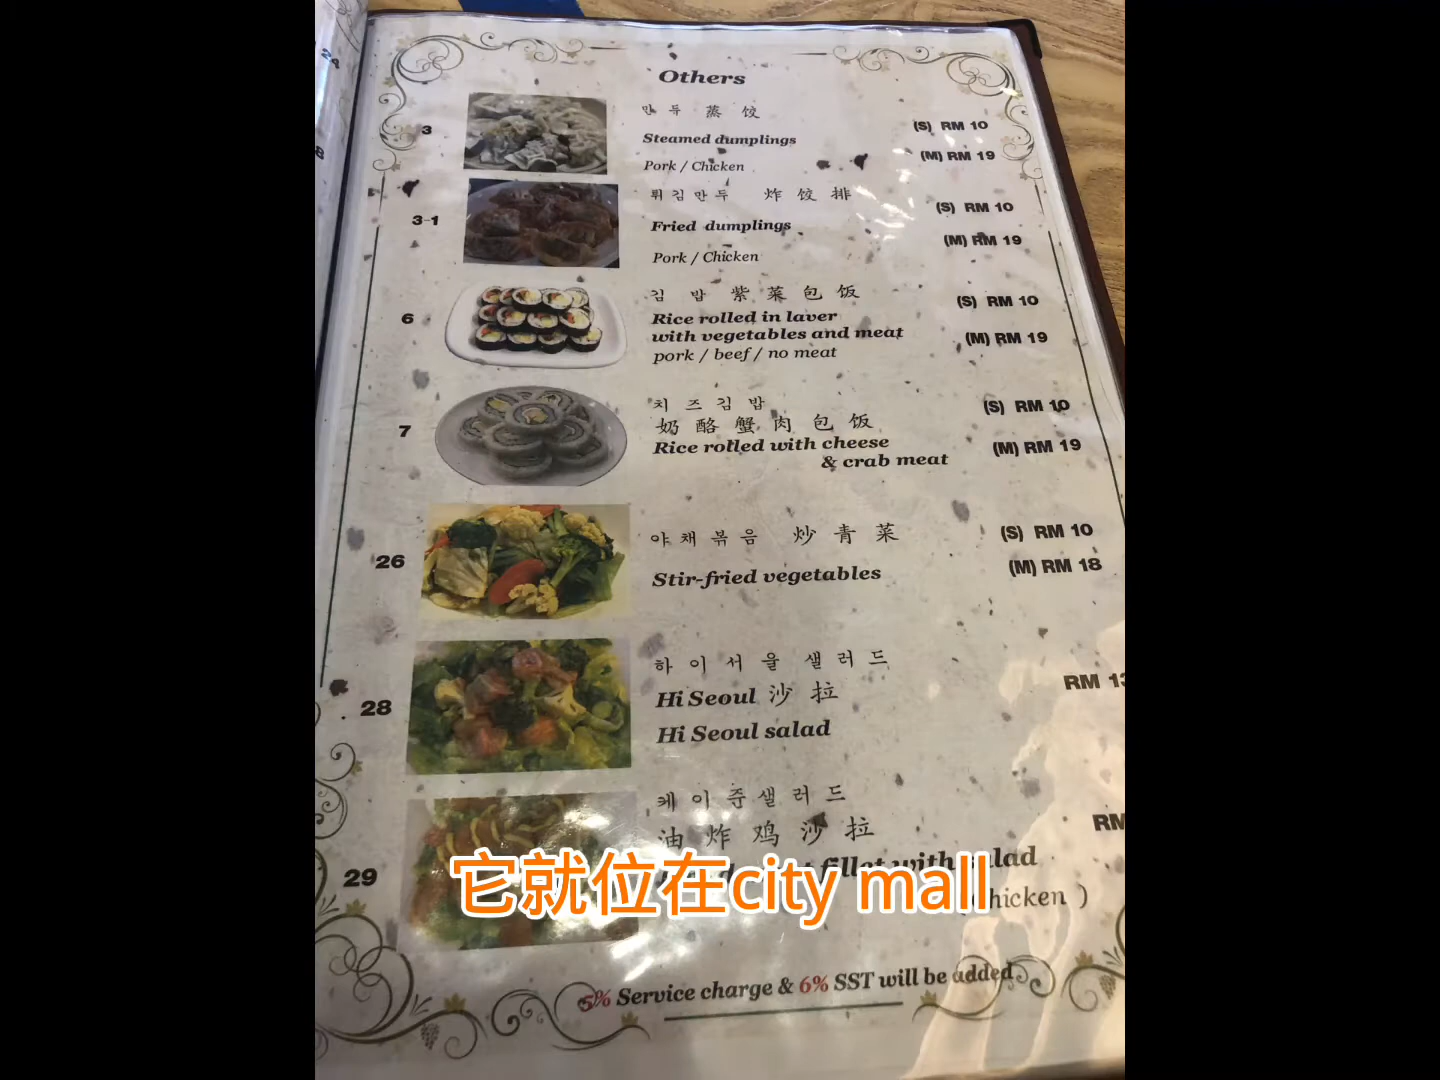 Others
3
만두 蒸饺
(S) RM 10
Steamed dumplings
(M) RM 19
Pork / Chicken
3-1
튀김만두 炸饺排
(S) RM 10
Fried dumplings
(M) RM 19
Pork / Chicken
6
김밥 紫菜包饭
(S) RM 10
Rice rolled in laver
with vegetables and meat
(M) RM 19
pork / beef / no meat
7
치즈김밥
(S) RM 10
奶酪蟹肉包饭
Rice rolled with cheese
(M) RM 19
& crab meat
26
야채볶음 炒青菜
(S) RM 10
Stir-fried vegetables
(M) RM 18
28
하이서울 샐러드
Hi Seoul 沙拉
RM
Hi Seoul salad
29
케이준샐러드
油炸鸡沙拉
RM
fillet with salad
(Chicken)
它就位在city mall
5% Service charge & 6% SST will be added